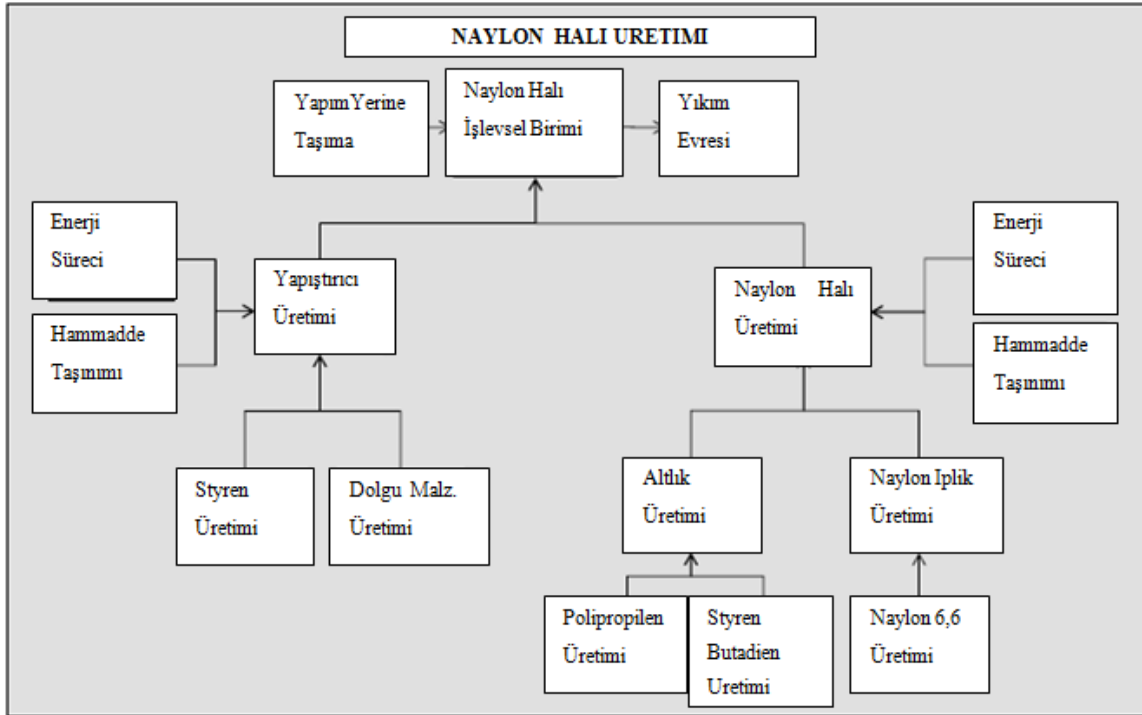 NAYLON HALI URETIMI
Yapım Yerine
Taşıma
Naylon Halı
İşlevsel Birimi
Yıkım
Evresi
Enerji
Süreci
Hammadde
Taşınımı
Yapıştırıcı
Üretimi
Naylon Halı
Üretimi
Enerji
Süreci
Hammadde
Taşınımı
Styren
Üretimi
Dolgu Malz.
Üretimi
Altlık
Üretimi
Naylon Iplik
Üretimi
Polipropilen
Üretimi
Styren
Butadien
Uretimi
Naylon 6,6
Üretimi